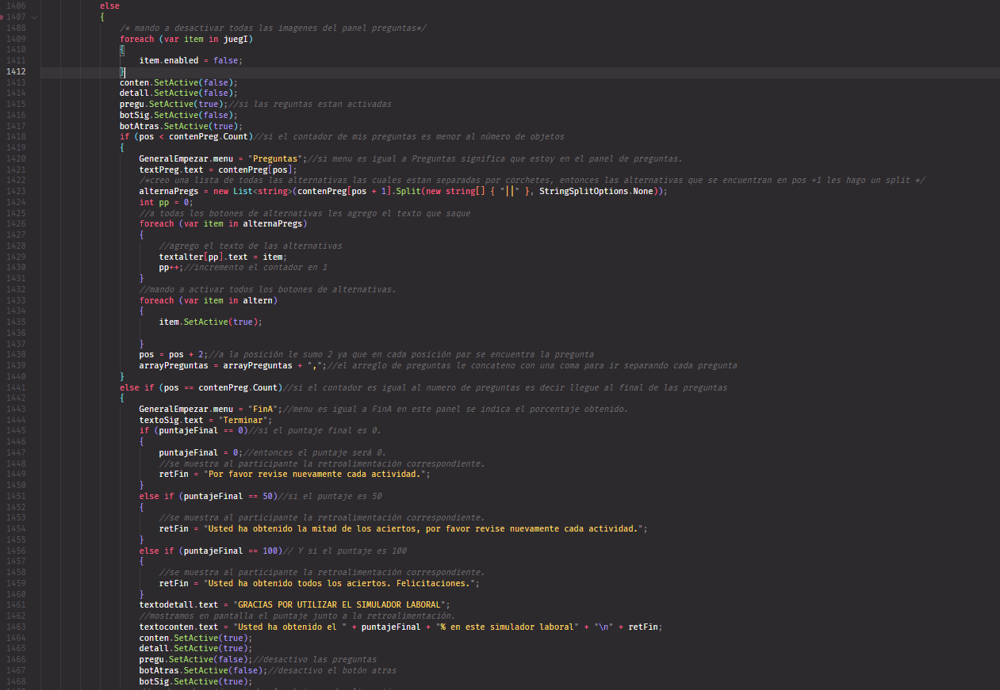 1406 else
1407 {
1408 /* mando a desactivar todas las imagenes del panel preguntas*/
1409 foreach (var item in juegI)
1410 {
1411 item.enabled = false;
1412 }
1413 conten.SetActive(false);
1414 detall.SetActive(false);
1415 pregu.SetActive(true);//si las reguntas estan activadas
1416 botSig.SetActive(false);
1417 botAtras.SetActive(true);
1418 if (pos < contenPreg.Count)//si el contador de mis preguntas es menor al número de objetos
1419 {
1420 GeneralEmpezar.menu = "Preguntas";//si menu es igual a Preguntas significa que estoy en el panel de preguntas.
1421 textPreg.text = contenPreg[pos];
1422 /*creo una lista de todas las alternativas las cuales estan separadas por corchetes, entonces las alternativas que se encuentran en pos +1 les hago un split */
1423 alternaPregs = new List<string>(contenPreg[pos + 1].Split(new string[] { "||" }, StringSplitOptions.None));
1424 int pp = 0;
1425 //a todas los botones de alternativas les agrego el texto que saque
1426 foreach (var item in alternaPregs)
1427 {
1428 //agrego el texto de las alternativas
1429 textalter[pp].text = item;
1430 pp++;//incremento el contador en 1
1431 }
1432 //mando a activar todos los botones de alternativas.
1433 foreach (var item in altern)
1434 {
1435 item.SetActive(true);
1436
1437 }
1438 pos = pos + 2;//a la posición le sumo 2 ya que en cada posición par se encuentra la pregunta
1439 arrayPreguntas = arrayPreguntas + ",";//el arreglo de preguntas le concateno con una coma para ir separando cada pregunta
1440 }
1441 else if (pos == contenPreg.Count)//si el contador es igual al numero de preguntas es decir llegue al final de las preguntas
1442 {
1443 GeneralEmpezar.menu = "FinA";//menu es igual a FinA en este panel se indica el porcentaje obtenido.
1444 textoSig.text = "Terminar";
1445 if (puntajeFinal == 0)//si el puntaje final es 0.
1446 {
1447 puntajeFinal = 0;//entonces el puntaje será 0.
1448 //se muestra al participante la retroalimentación correspondiente.
1449 retFin = "Por favor revise nuevamente cada actividad.";
1450 }
1451 else if (puntajeFinal == 50)//si el puntaje es 50
1452 {
1453 //se muestra al participante la retroalimentación correspondiente.
1454 retFin = "Usted ha obtenido la mitad de los aciertos, por favor revise nuevamente cada actividad.";
1455 }
1456 else if (puntajeFinal == 100)// Y si el puntaje es 100
1457 {
1458 //se muestra al participante la retroalimentación correspondiente.
1459 retFin = "Usted ha obtenido todos los aciertos. Felicitaciones.";
1460 }
1461 textodetall.text = "GRACIAS POR UTILIZAR EL SIMULADOR LABORAL";
1462 //mostramos en pantalla el puntaje junto a la retroalimentación.
1463 textoconten.text = "Usted ha obtenido el " + puntajeFinal + "% en este simulador laboral" + "\n" + retFin;
1464 conten.SetActive(true);
1465 detall.SetActive(true);
1466 pregu.SetActive(false);//desactivo las preguntas
1467 botAtras.SetActive(false);//desactivo el botón atras
1468 botSig.SetActive(true);